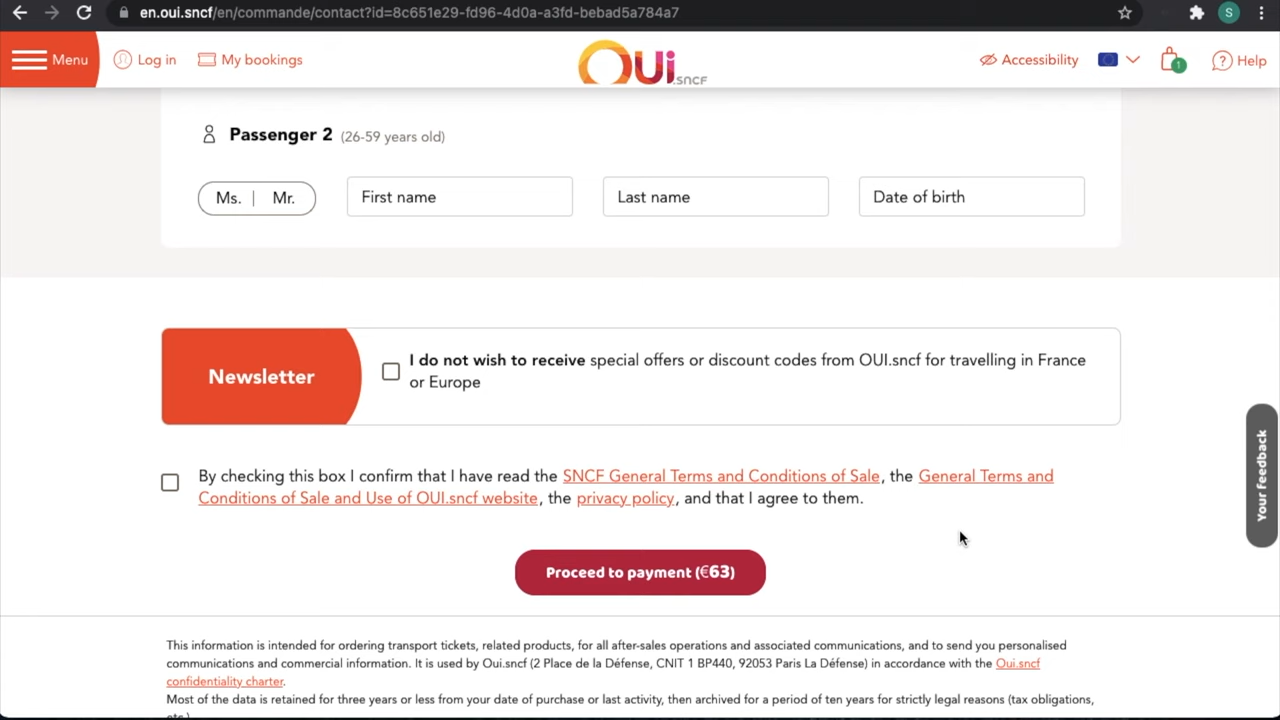 en.oui.sncf/en/commande/contact?id=8c651e29-fd96-4d0a-a3fd-bebad5a784a7
S
Menu
Log in
My bookings
OUi.sncf
Accessibility
1
Help
Passenger 2 (26-59 years old)
Ms. | Mr.
First name
Last name
Date of birth
Newsletter
I do not wish to receive special offers or discount codes from OUI.sncf for travelling in France
or Europe
Your feedback
By checking this box I confirm that I have read the SNCF General Terms and Conditions of Sale, the General Terms and
Conditions of Sale and Use of OUI.sncf website, the privacy policy, and that I agree to them.
Proceed to payment (€63)
This information is intended for ordering transport tickets, related products, for all after-sales operations and associated communications, and to send you personalised
communications and commercial information. It is used by Oui.sncf (2 Place de la Défense, CNIT 1 BP440, 92053 Paris La Défense) in accordance with the Oui.sncf
confidentiality charter.
Most of the data is retained for three years or less from your date of purchase or last activity, then archived for a period of ten years for strictly legal reasons (tax obligations,
etc.)